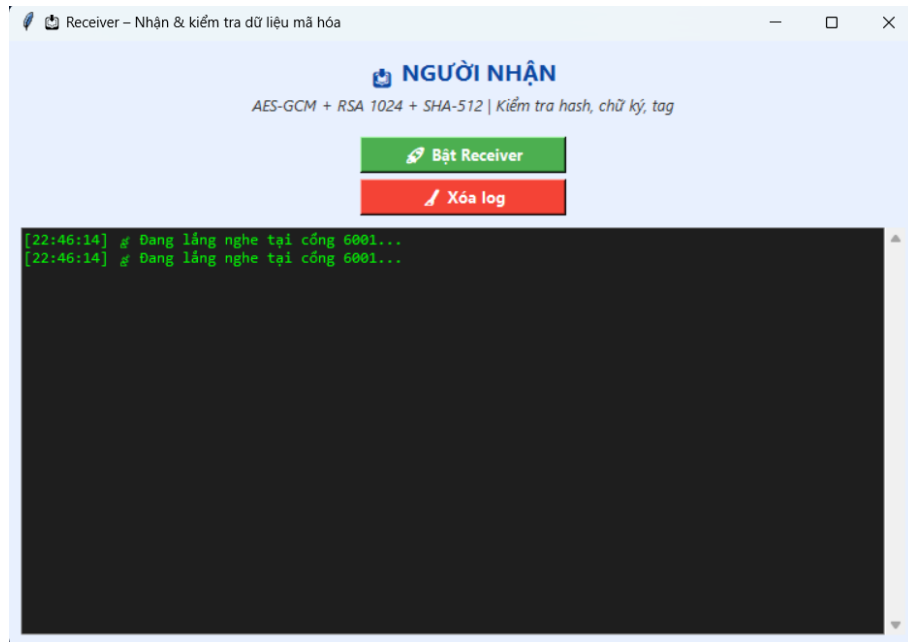 Receiver – Nhận & kiểm tra dữ liệu mã hóa
NGƯỜI NHẬN
AES-GCM + RSA 1024 + SHA-512 | Kiểm tra hash, chữ ký, tag
Bật Receiver
Xóa log
[22:46:14] Đang lắng nghe tại cổng 6001...
[22:46:14] Đang lắng nghe tại cổng 6001...